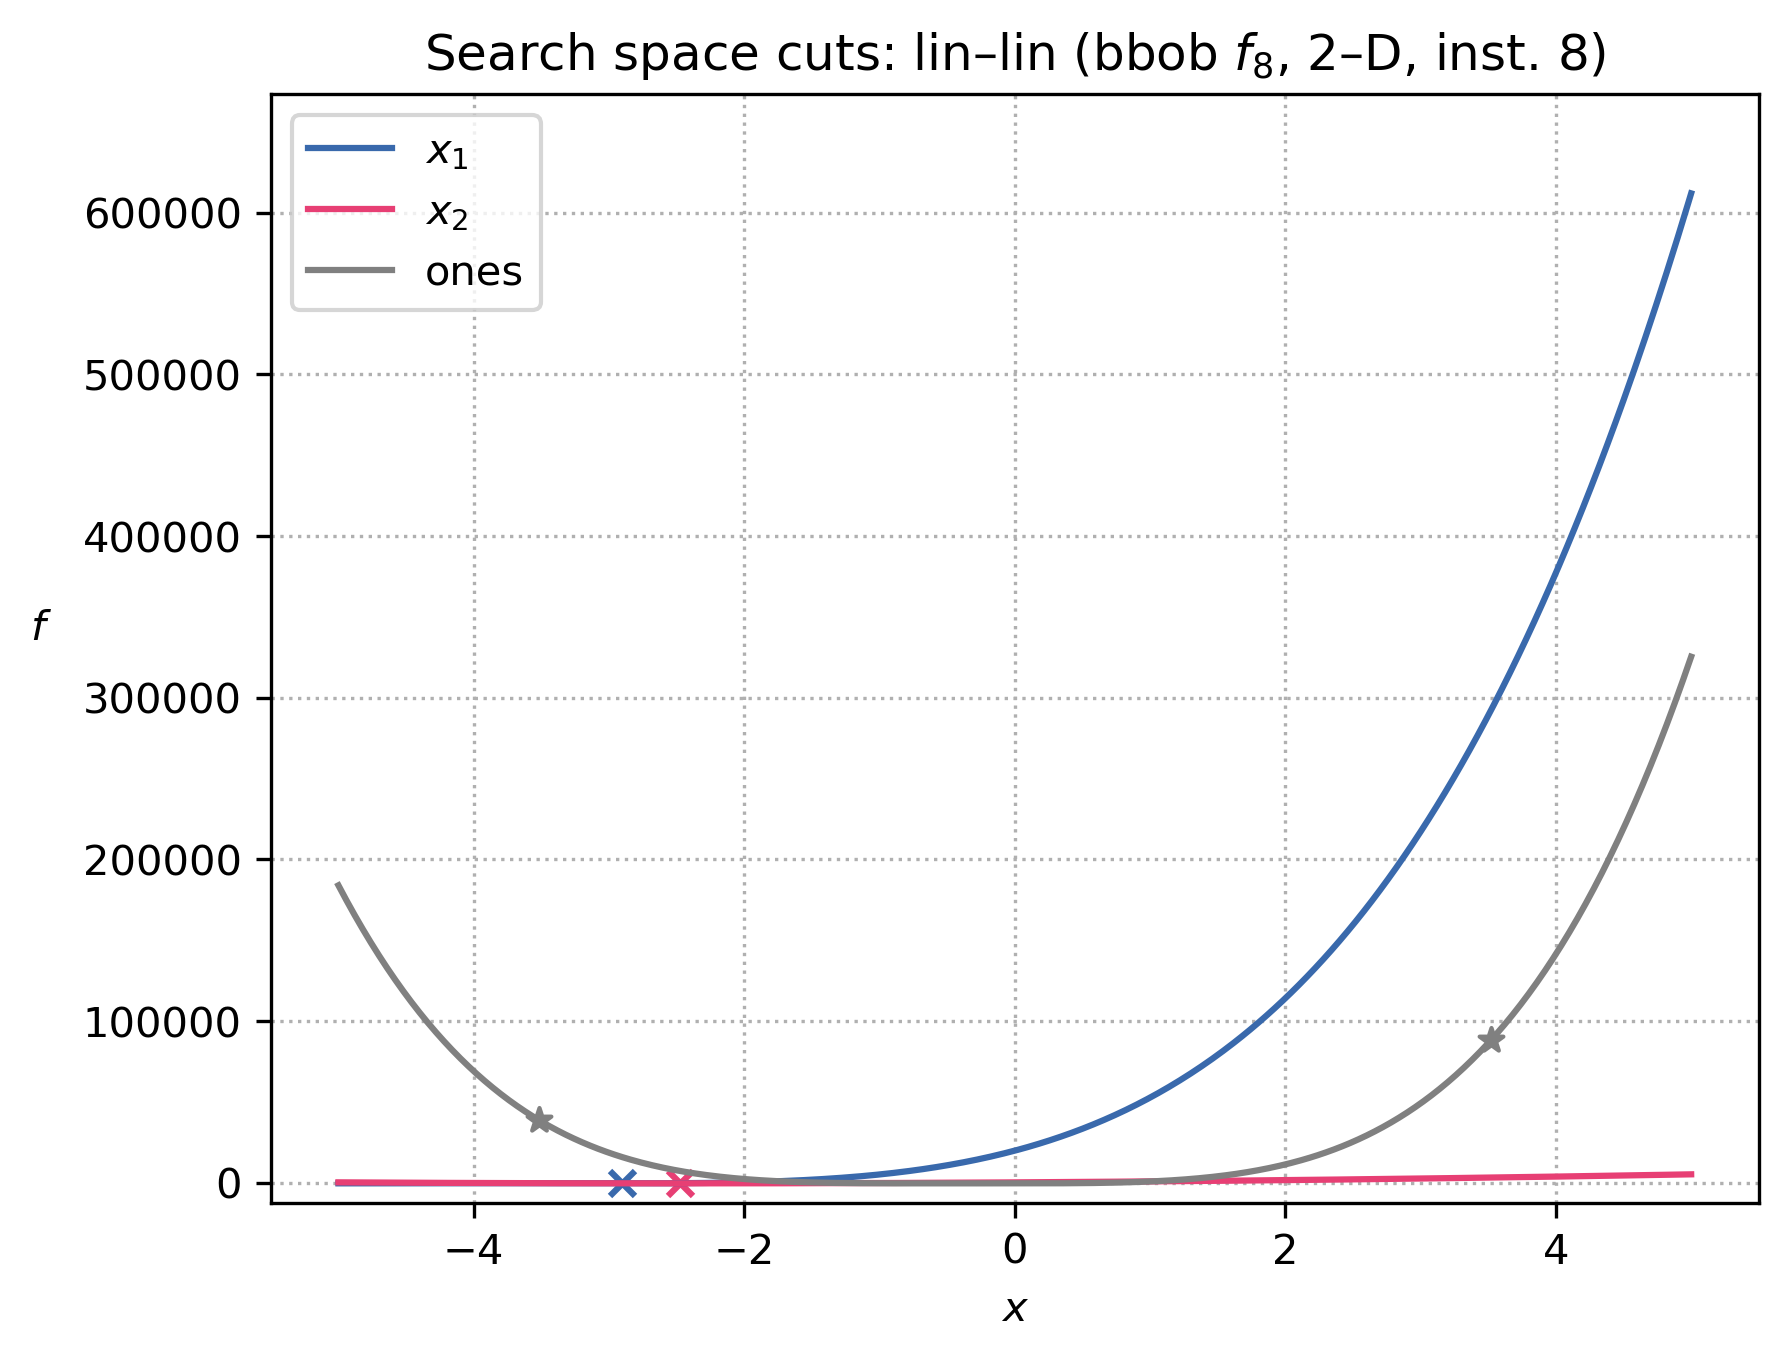 Search space cuts: lin–lin (bbob f₈, 2–D, inst. 8)
x₁
x₂
ones
600000
500000
400000
300000
200000
100000
0
f
−4
−2
0
2
4
x